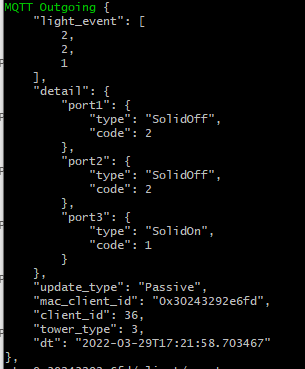 MQTT Outgoing {
    "light_event": [
        2,
        2,
        1
    ],
    "detail": {
        "port1": {
            "type": "SolidOff",
            "code": 2
        },
        "port2": {
            "type": "SolidOff",
            "code": 2
        },
        "port3": {
            "type": "SolidOn",
            "code": 1
        }
    },
    "update_type": "Passive",
    "mac_client_id": "0x30243292e6fd",
    "client_id": 36,
    "tower_type": 3,
    "dt": "2022-03-29T17:21:58.703467"
},